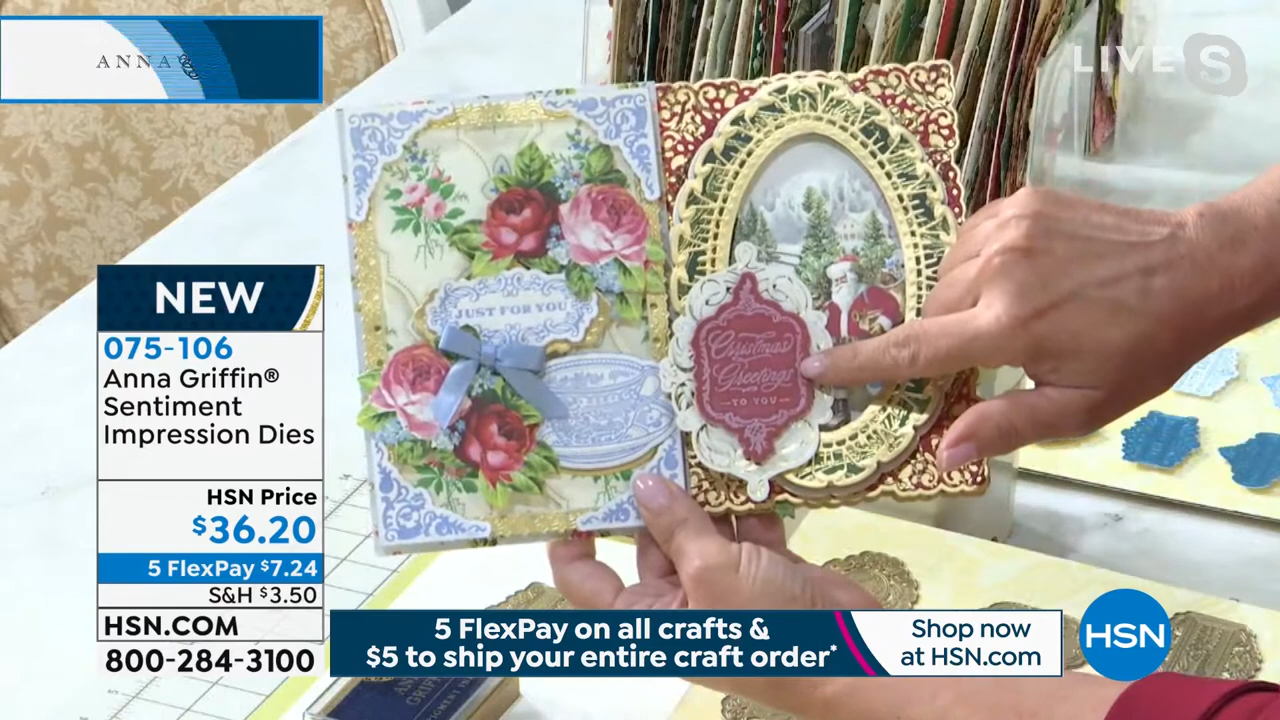 ANNA
LIVE S
NEW
075-106
Anna Griffin®
Sentiment
Impression Dies
HSN Price
$36.20
5 FlexPay $7.24
S&H $3.50
HSN.COM
800-284-3100
JUST FOR YOU
Christmas
Greetings
TO YOU
5 FlexPay on all crafts &
$5 to ship your entire craft order*
Shop now
at HSN.com
HSN